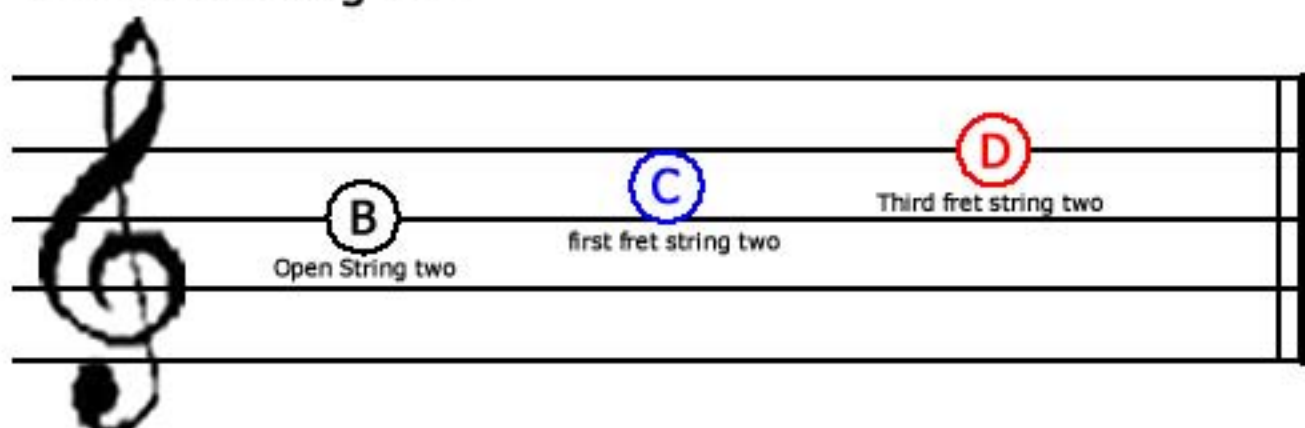 B
Open String two
C
first fret string two
D
Third fret string two